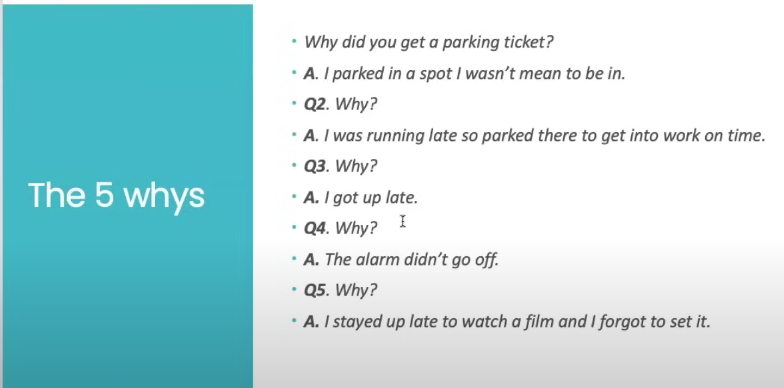 The 5 whys
• Why did you get a parking ticket?
• A. I parked in a spot I wasn't mean to be in.
• Q2. Why?
• A. I was running late so parked there to get into work on time.
• Q3. Why?
• A. I got up late.
• Q4. Why?
• A. The alarm didn't go off.
• Q5. Why?
• A. I stayed up late to watch a film and I forgot to set it.